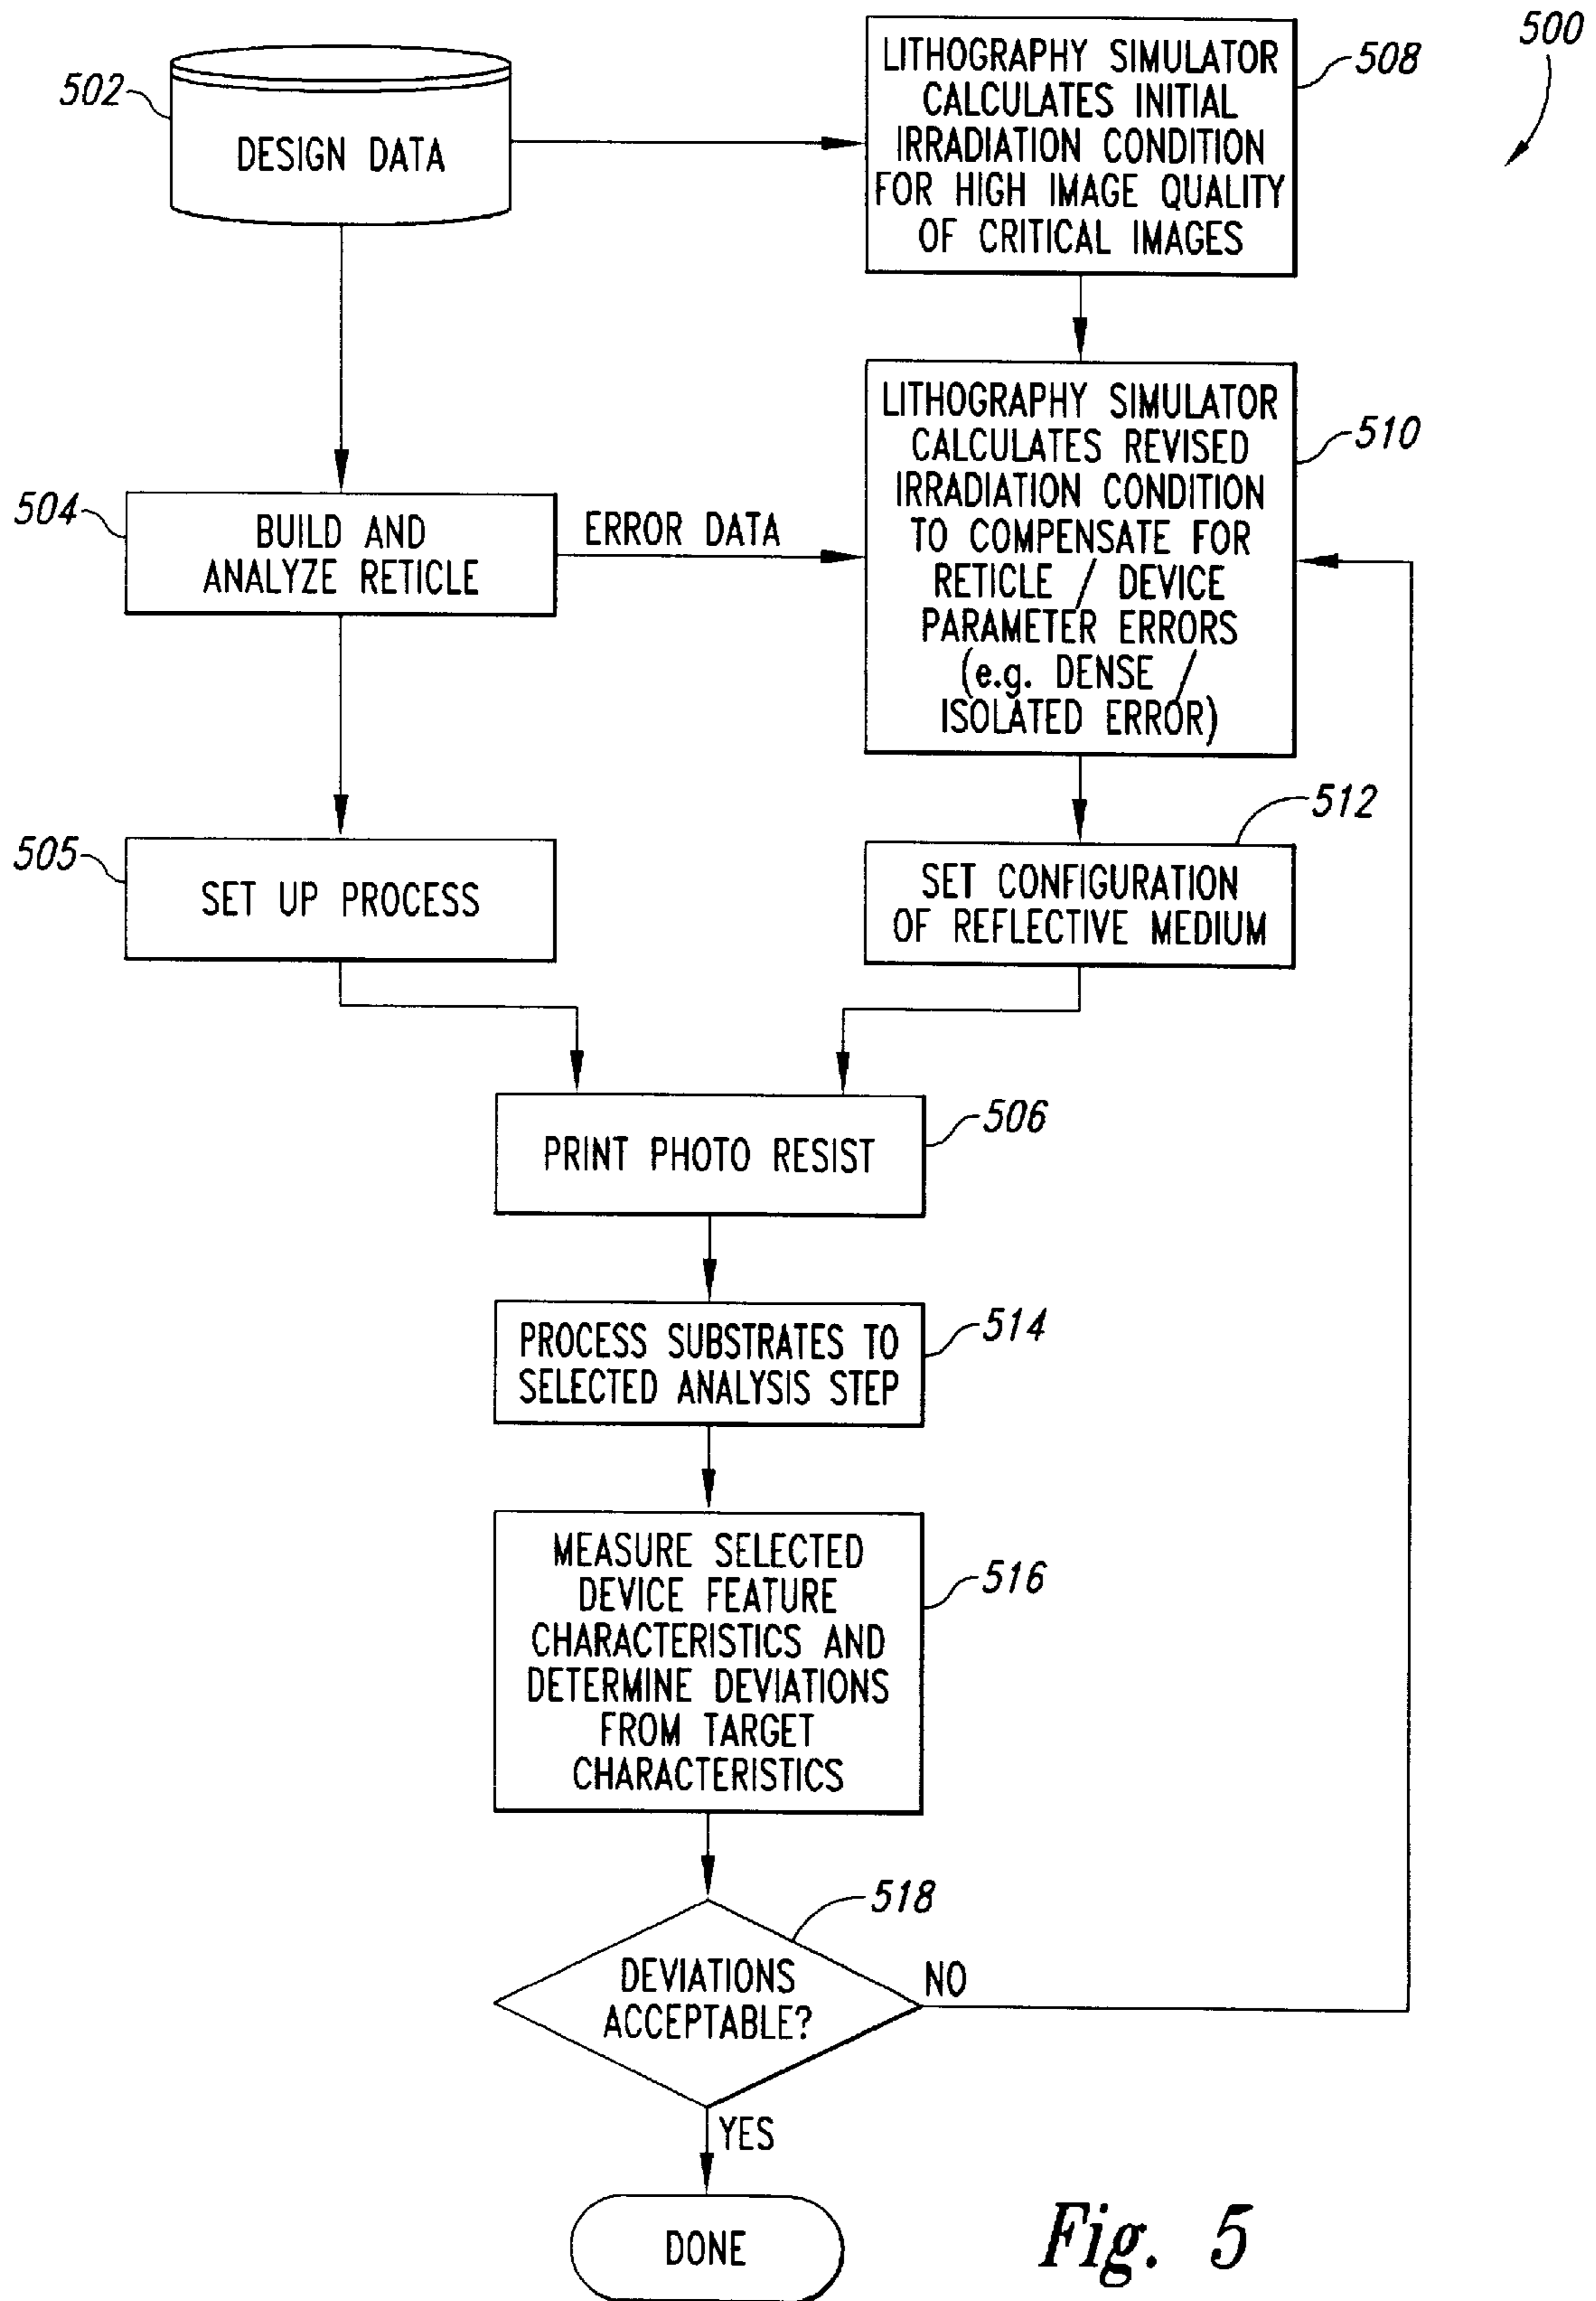 500
502
DESIGN DATA
508
LITHOGRAPHY SIMULATOR
CALCULATES INITIAL
IRRADIATION CONDITION
FOR HIGH IMAGE QUALITY
OF CRITICAL IMAGES
504
BUILD AND
ANALYZE RETICLE
ERROR DATA
510
LITHOGRAPHY SIMULATOR
CALCULATES REVISED
IRRADIATION CONDITION
TO COMPENSATE FOR
RETICLE / DEVICE
PARAMETER ERRORS
(e.g. DENSE /
ISOLATED ERROR)
505
SET UP PROCESS
512
SET CONFIGURATION
OF REFLECTIVE MEDIUM
506
PRINT PHOTO RESIST
514
PROCESS SUBSTRATES TO
SELECTED ANALYSIS STEP
516
MEASURE SELECTED
DEVICE FEATURE
CHARACTERISTICS AND
DETERMINE DEVIATIONS
FROM TARGET
CHARACTERISTICS
518
DEVIATIONS
ACCEPTABLE?
NO
YES
DONE
Fig. 5